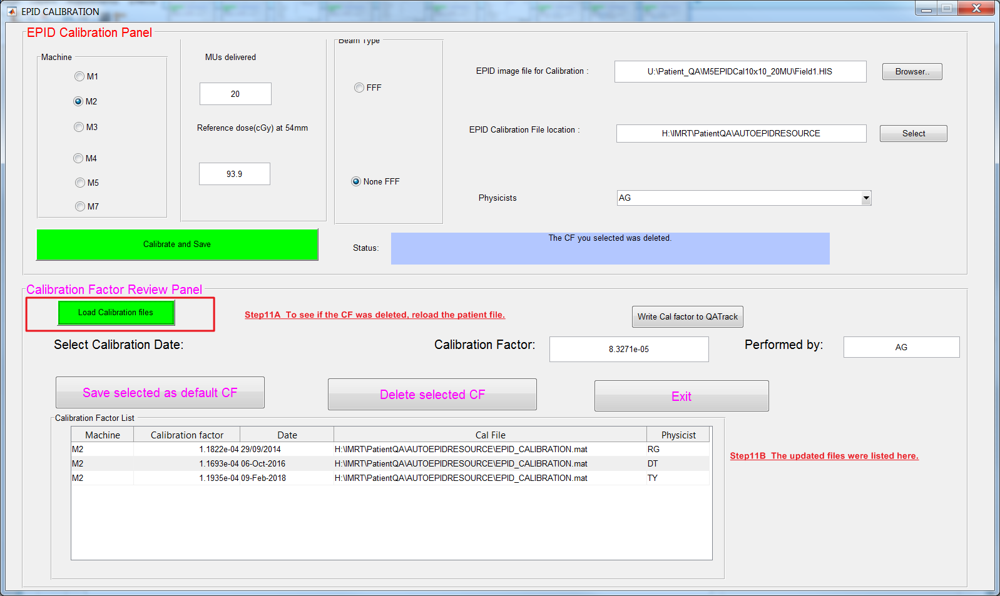 EPID CALIBRATION
EPID Calibration Panel
Machine
M1
M2
M3
M4
M5
M7
MUs delivered
20
Reference dose(cGy) at 54mm
93.9
Beam Type
FFF
None FFF
EPID image file for Calibration :
U:\Patient_QA\M5EPIDCal10x10_20MU\Field1.HIS
Browser..
EPID Calibration File location :
H:\IMRT\PatientQA\AUTOEPIDRESOURCE
Select
Physicists
AG
Calibrate and Save
Status:
The CF you selected was deleted.
Calibration Factor Review Panel
Load Calibration files
Step11A  To see if the CF was deleted, reload the patient file.
Write Cal factor to QATrack
Select Calibration Date:
Calibration Factor:
8.3271e-05
Performed by:
AG
Save selected as default CF
Delete selected CF
Exit
Calibration Factor List
Machine Calibration factor Date Cal File Physicist
M2 1.1822e-04 29/09/2014 H:\IMRT\PatientQA\AUTOEPIDRESOURCE\EPID_CALIBRATION.mat RG
M2 1.1693e-04 06-Oct-2016 H:\IMRT\PatientQA\AUTOEPIDRESOURCE\EPID_CALIBRATION.mat DT
M2 1.1935e-04 09-Feb-2018 H:\IMRT\PatientQA\AUTOEPIDRESOURCE\EPID_CALIBRATION.mat TY
Step11B  The updated files were listed here.